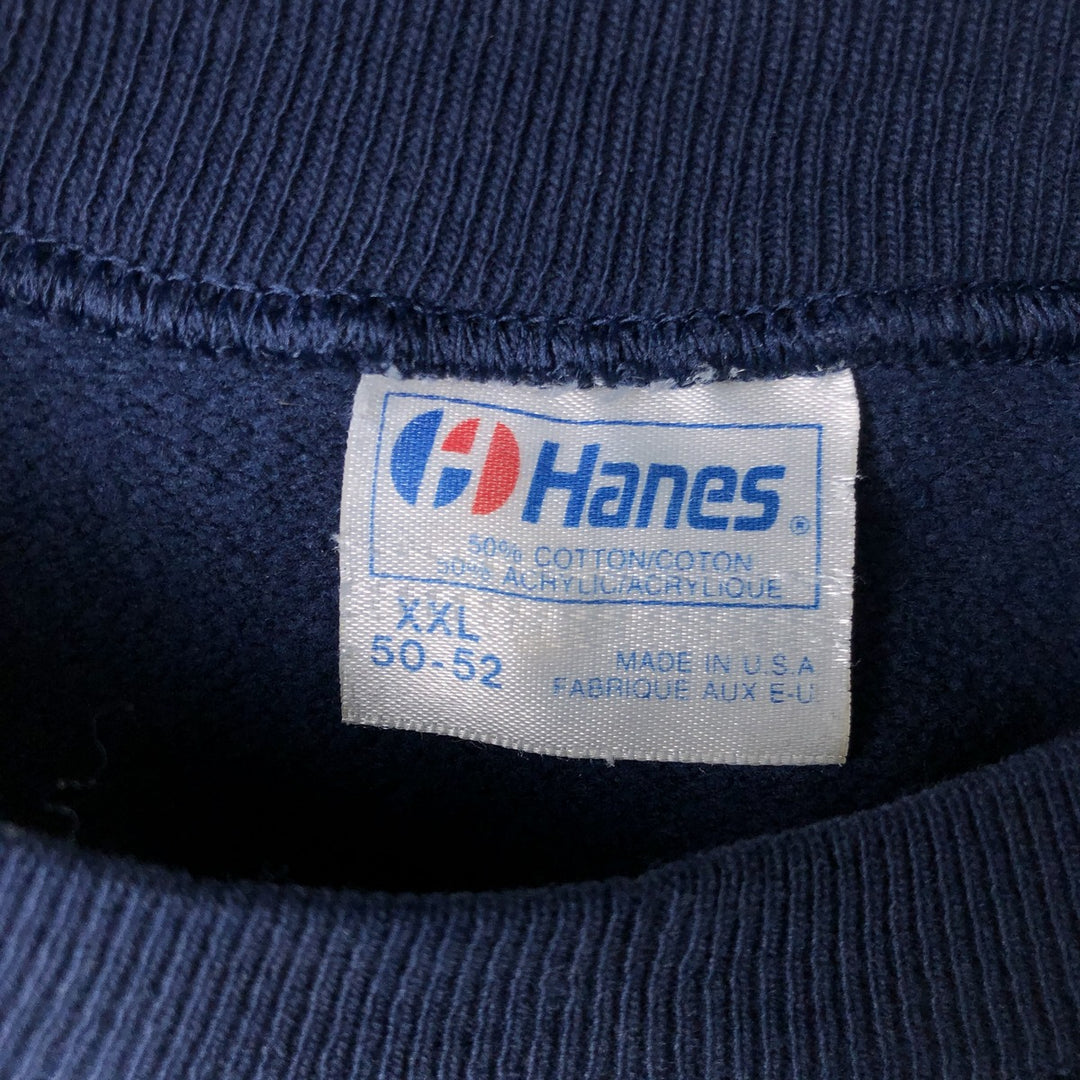 Hanes®
50% COTTON/COTON
50% ACRYLIC/ACRYLIQUE
XXL
50-52
MADE IN U.S.A
FABRIQUE AUX E-U